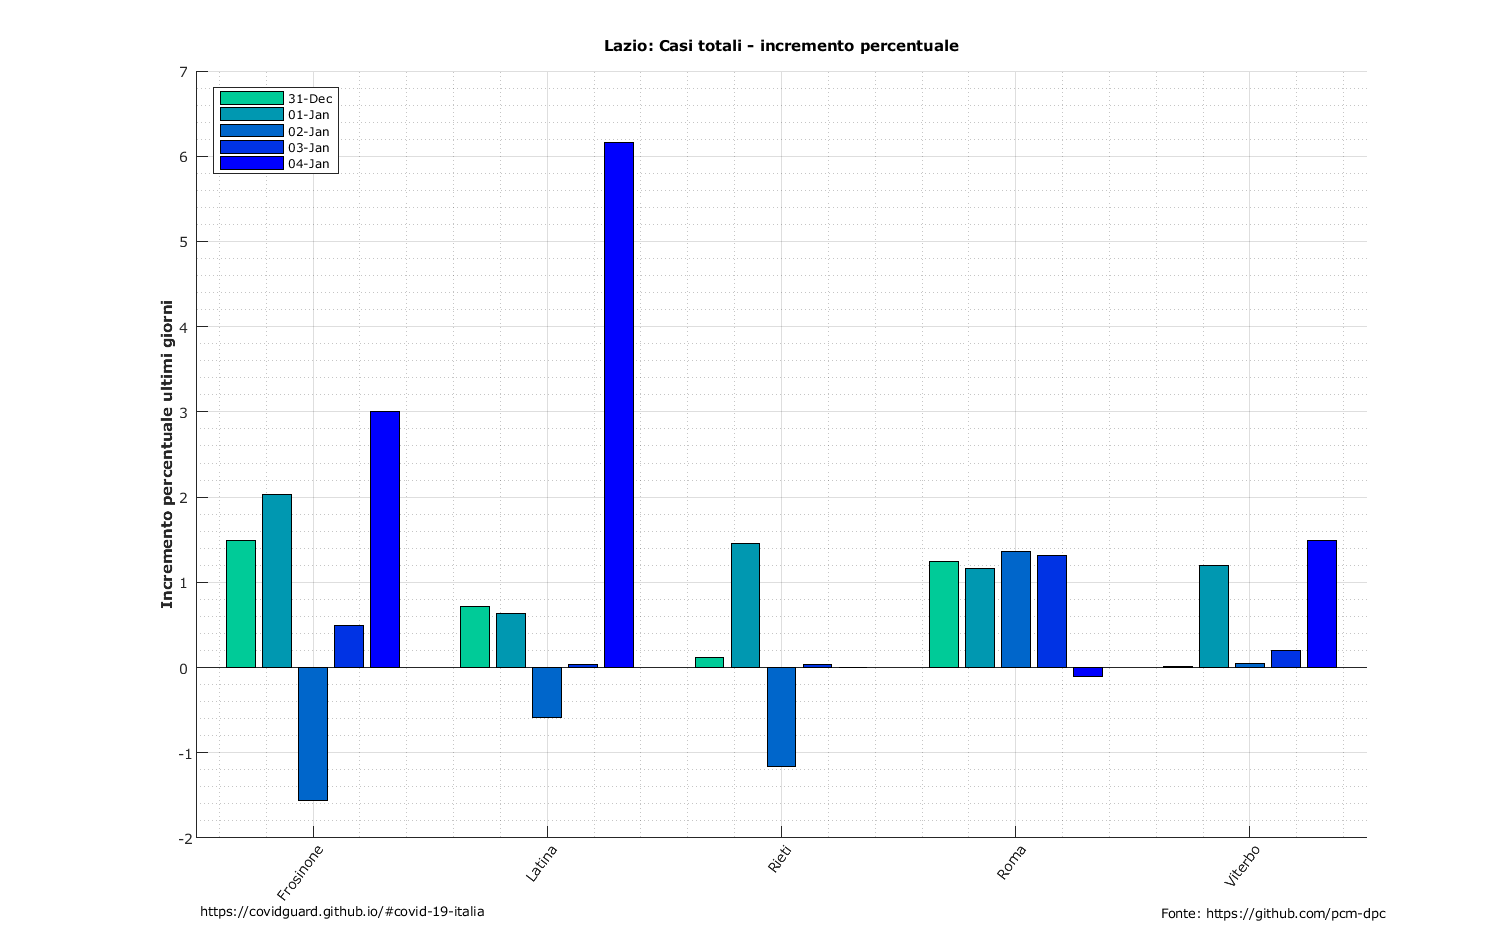 Lazio: Casi totali - incremento percentuale
7
6
5
4
3
2
1
0
-1
-2
Incremento percentuale ultimi giorni
31-Dec
01-Jan
02-Jan
03-Jan
04-Jan
Frosinone
Latina
Rieti
Roma
Viterbo
https://covidguard.github.io/#covid-19-italia
Fonte: https://github.com/pcm-dpc